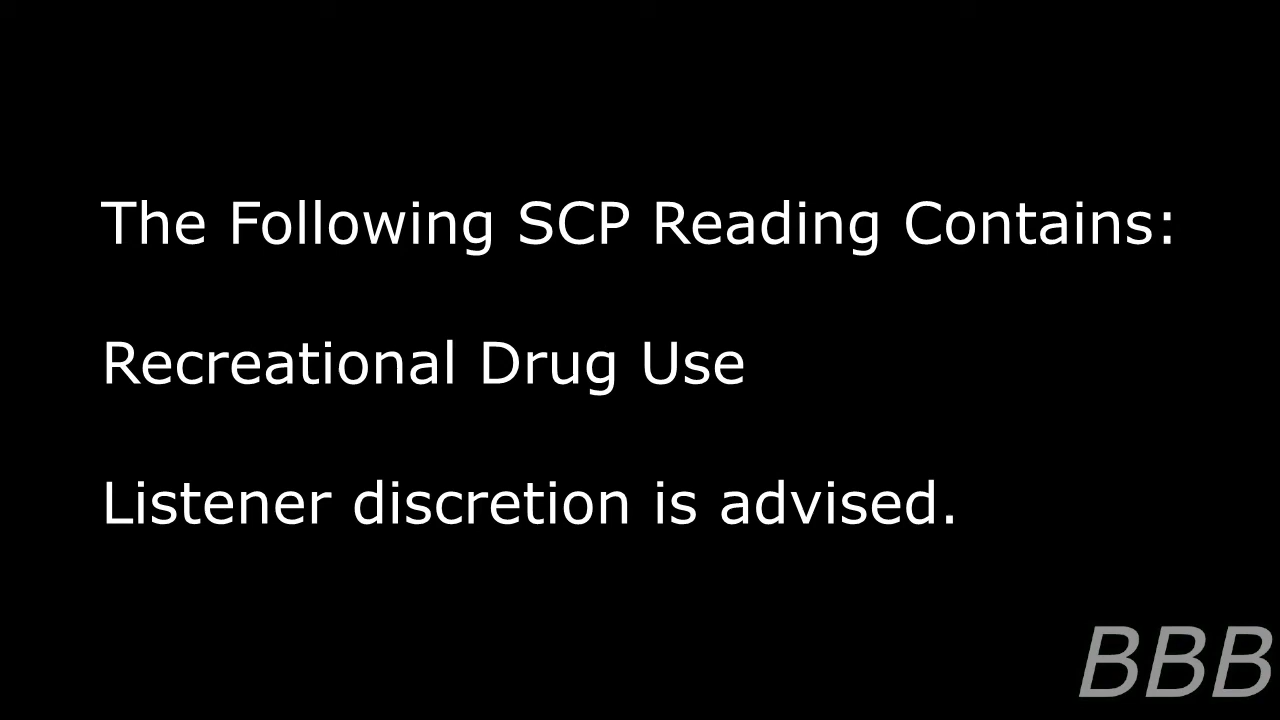 The Following SCP Reading Contains:
Recreational Drug Use
Listener discretion is advised.
BBB